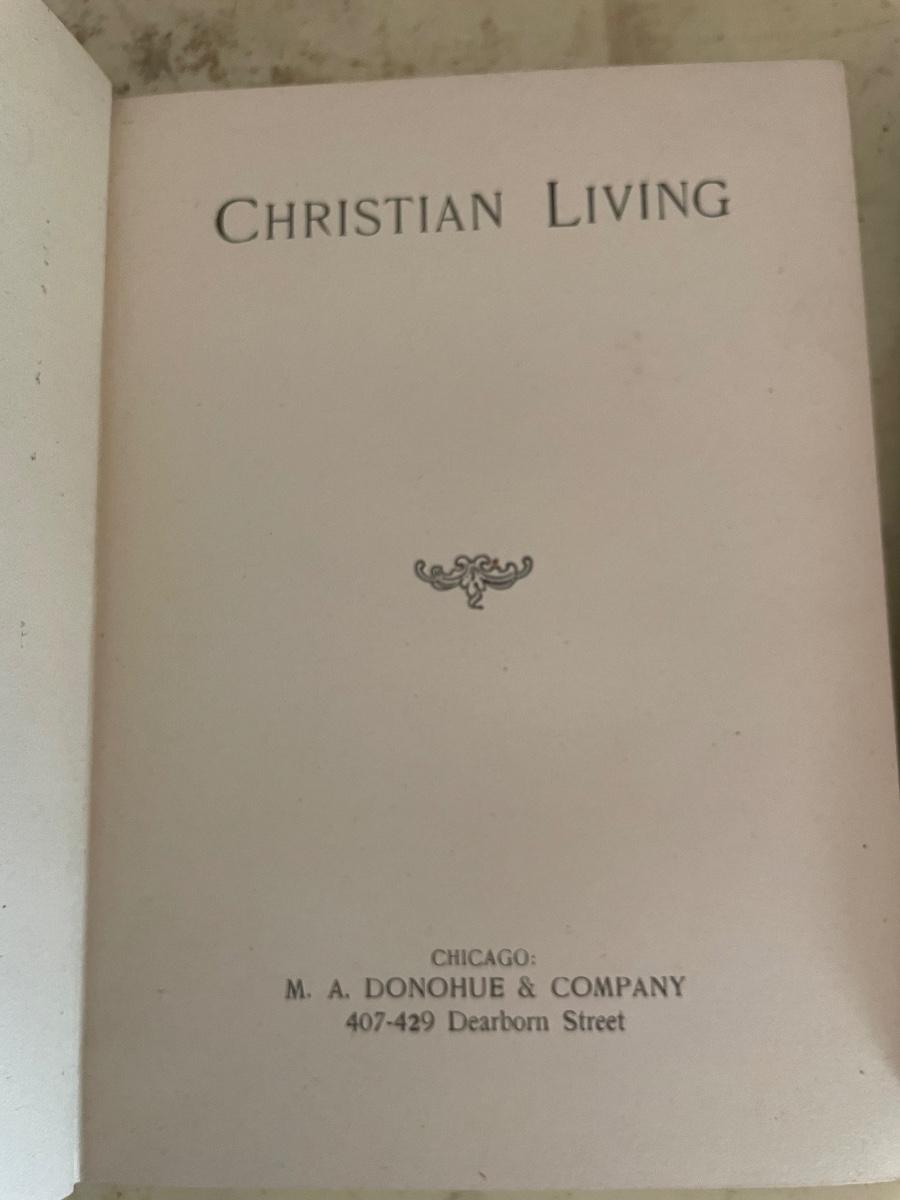 CHRISTIAN LIVING
CHICAGO:
M. A. DONOHUE & COMPANY
407-429 Dearborn Street